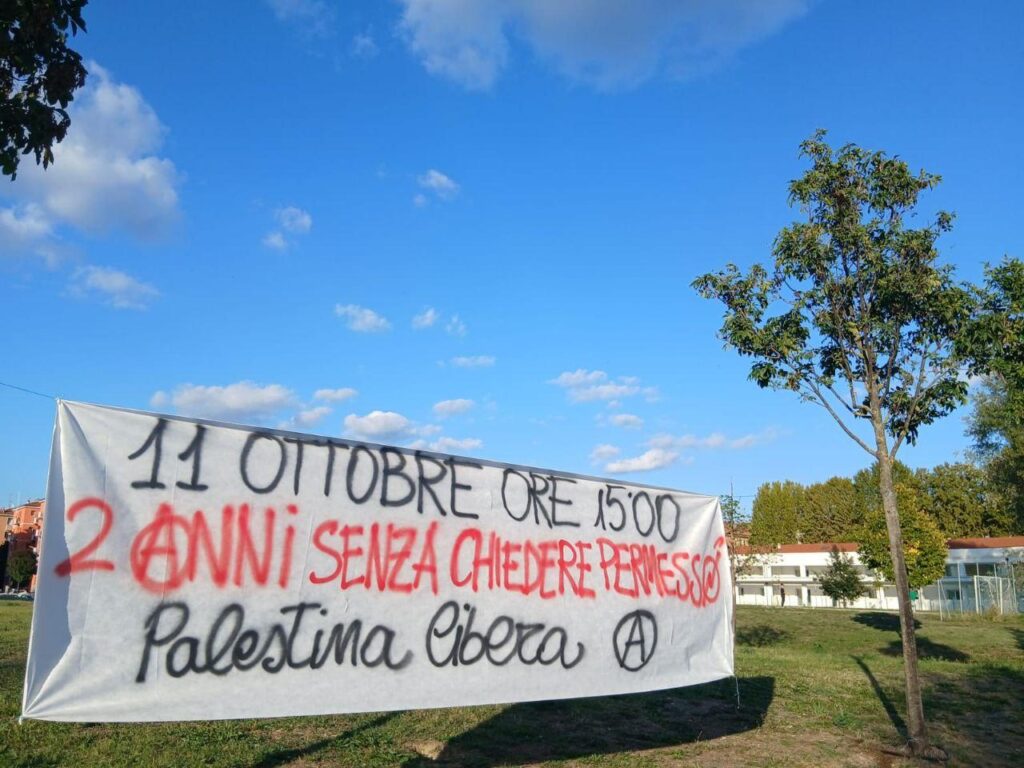 11 OTTOBRE ORE 15:00
2 ANNI SENZA CHIEDERE PERMESSO
Palestina libera Ⓐ